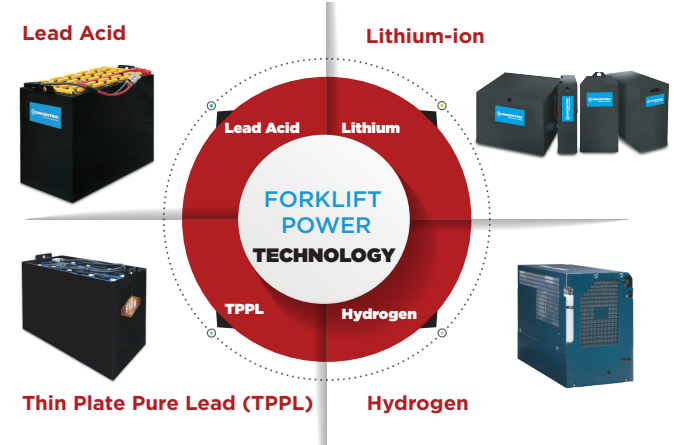 Lead Acid
Lithium-ion
Lead Acid
Lithium
FORKLIFT
POWER
TECHNOLOGY
TPPL
Hydrogen
Thin Plate Pure Lead (TPPL)
Hydrogen